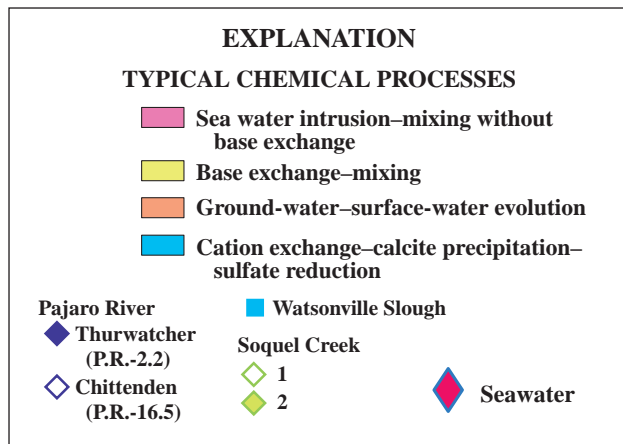 EXPLANATION
TYPICAL CHEMICAL PROCESSES
Sea water intrusion–mixing without
base exchange
Base exchange–mixing
Ground-water–surface-water evolution
Cation exchange–calcite precipitation–
sulfate reduction
Pajaro River
Thurwatcher
(P.R.-2.2)
Chittenden
(P.R.-16.5)
Watsonville Slough
Soquel Creek
1
2
Seawater